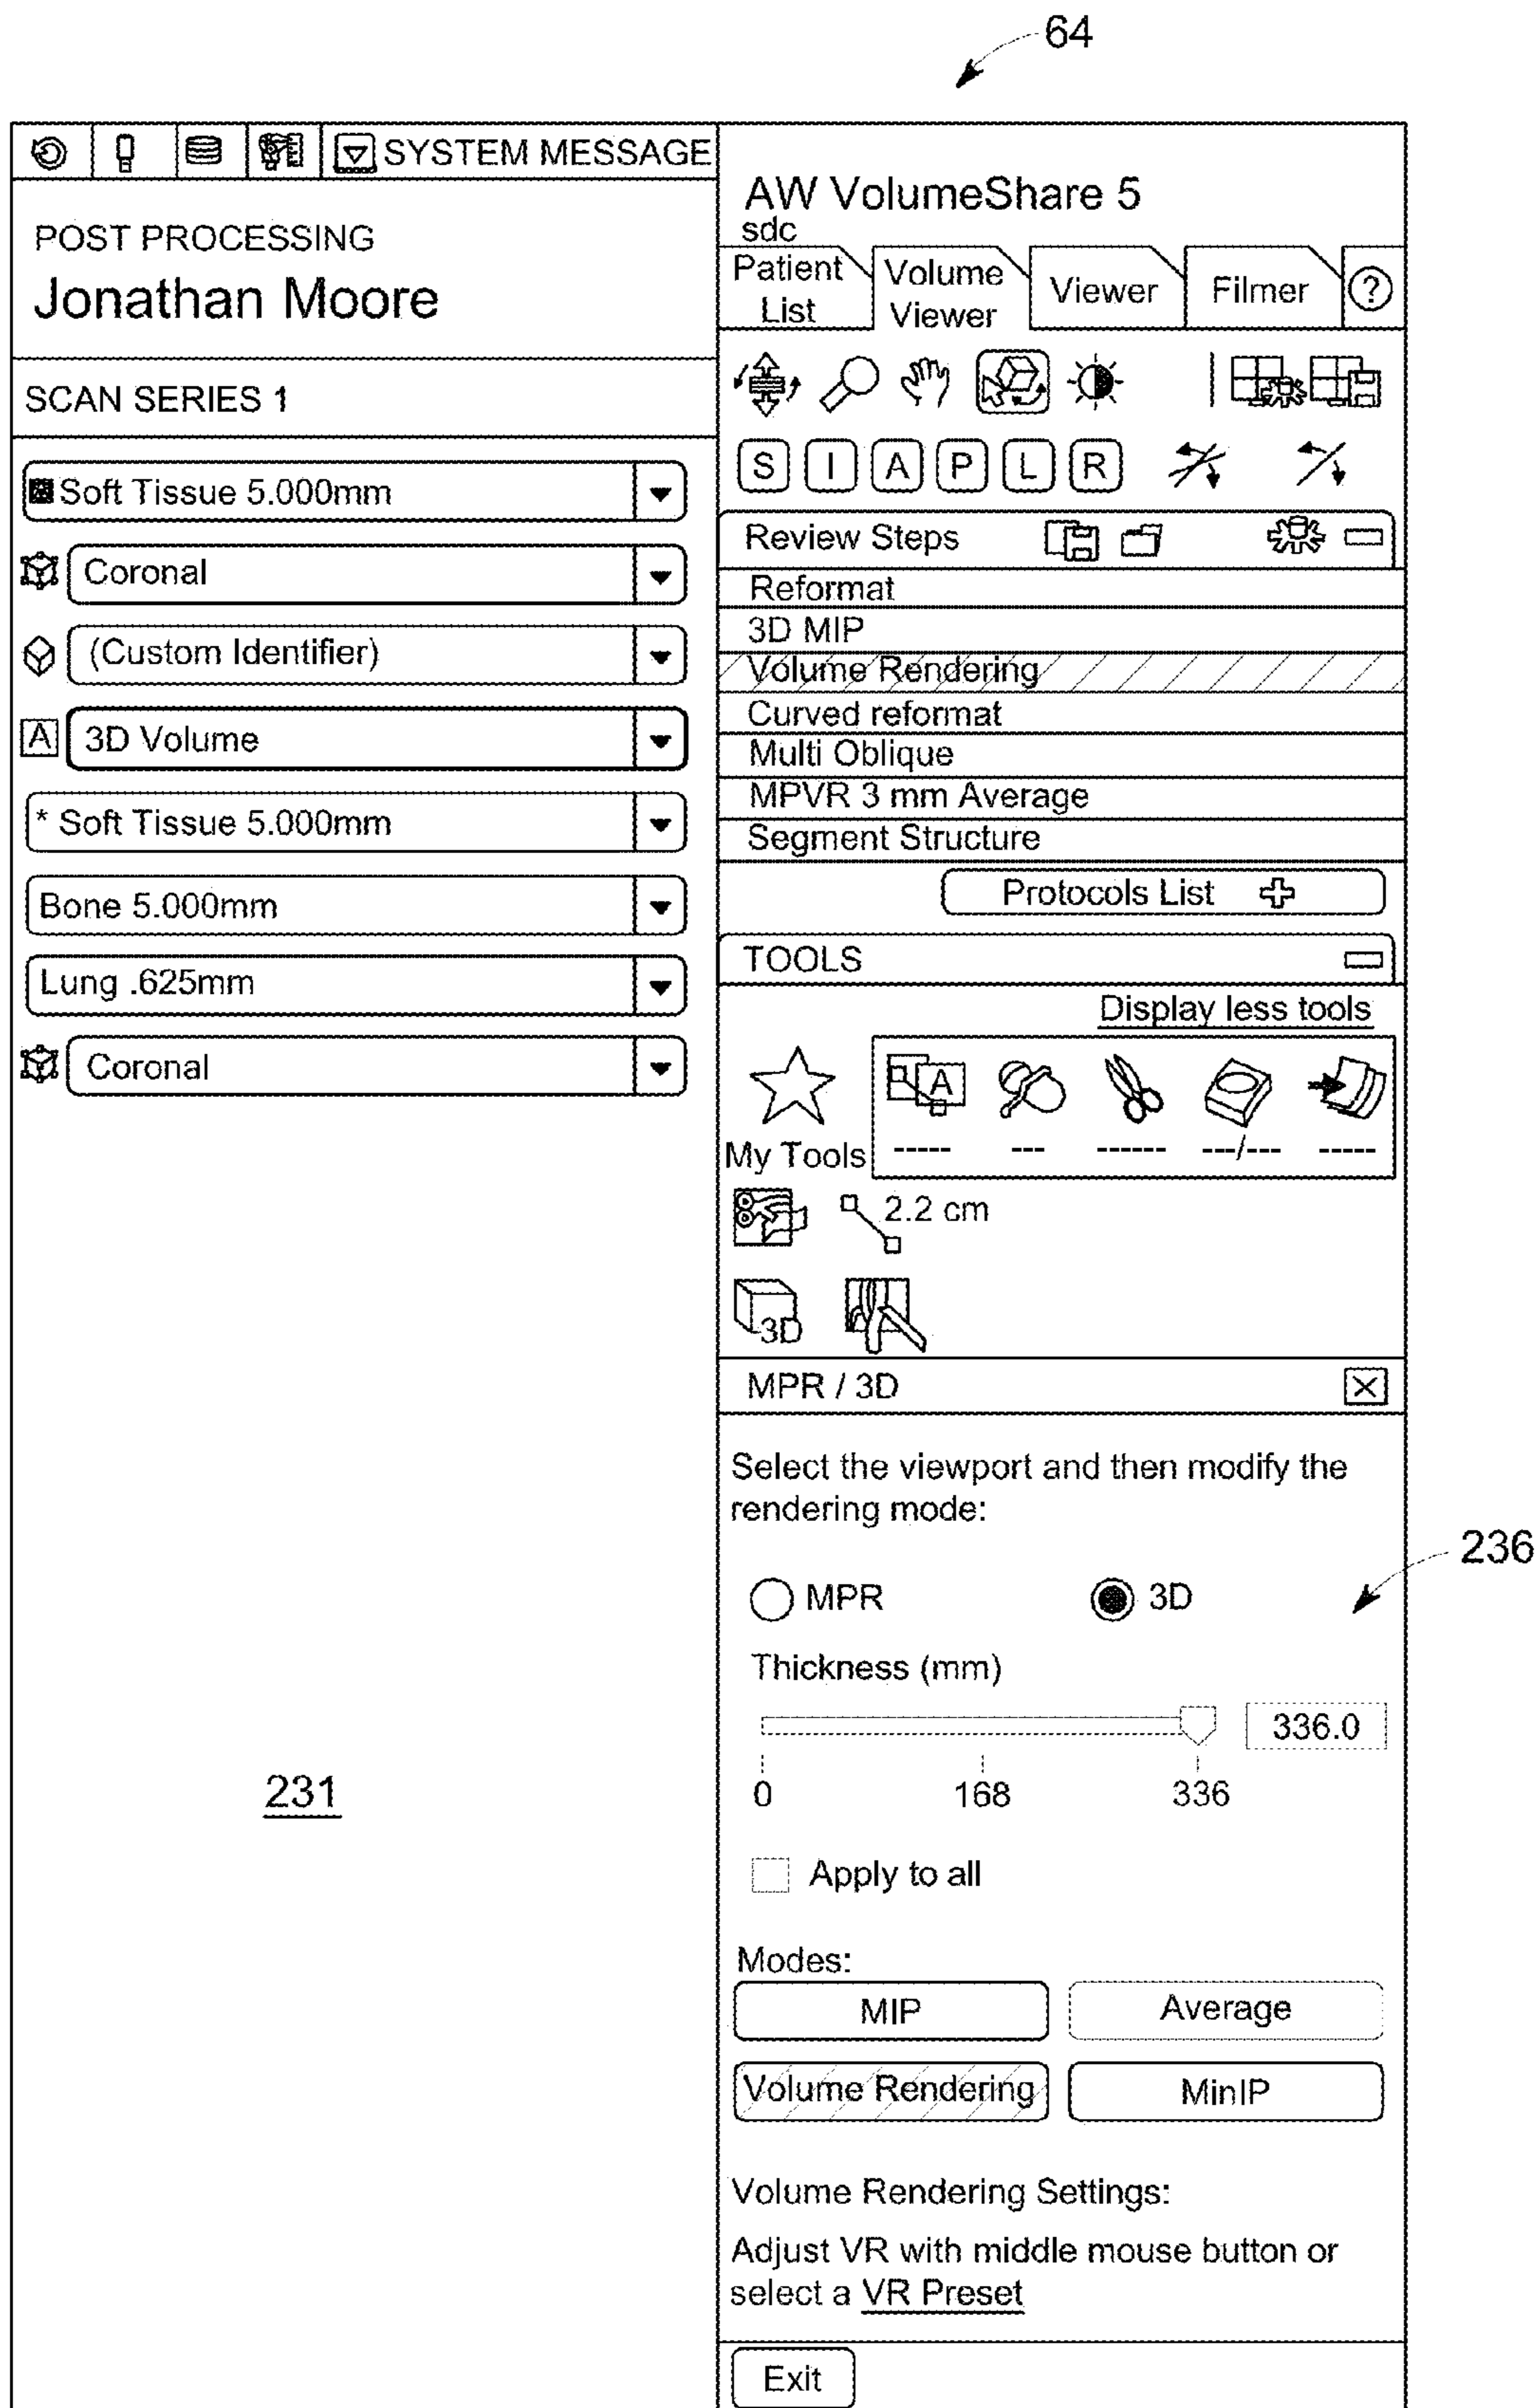 64
SYSTEM MESSAGE
POST PROCESSING
Jonathan Moore
SCAN SERIES 1
Soft Tissue 5.000mm
Coronal
(Custom Identifier)
A 3D Volume
* Soft Tissue 5.000mm
Bone 5.000mm
Lung .625mm
Coronal
231
AW VolumeShare 5
sdc
Patient
List
Volume
Viewer
Viewer
Filmer
?
S I A P L R
Review Steps
Reformat
3D MIP
Volume Rendering
Curved reformat
Multi Oblique
MPVR 3 mm Average
Segment Structure
Protocols List
TOOLS
Display less tools
A
My Tools ----- --- ------ ---/--- -----
2.2 cm
3D
MPR / 3D
Select the viewport and then modify the
rendering mode:
236
MPR 3D
Thickness (mm)
336.0
0 168 336
Apply to all
Modes:
MIP Average
Volume Rendering MinIP
Volume Rendering Settings:
Adjust VR with middle mouse button or
select a VR Preset
Exit